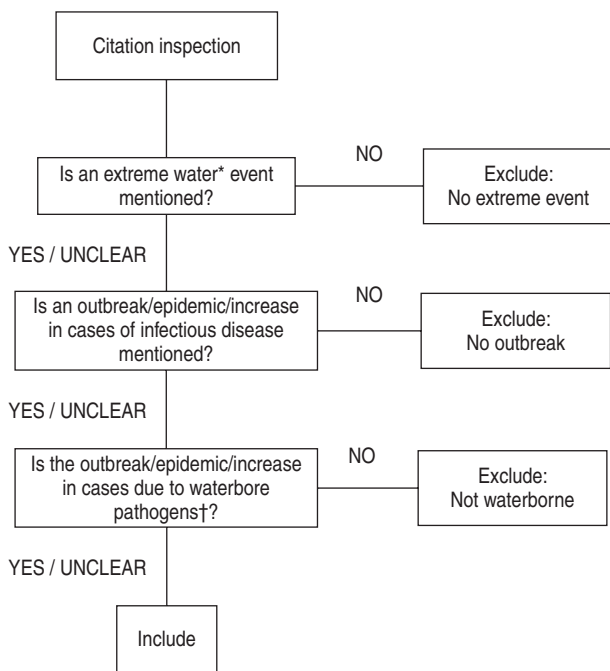 Citation inspection
Is an extreme water* event
mentioned?
NO
Exclude:
No extreme event
YES / UNCLEAR
Is an outbreak/epidemic/increase
in cases of infectious disease
mentioned?
NO
Exclude:
No outbreak
YES / UNCLEAR
Is the outbreak/epidemic/increase
in cases due to waterbore
pathogens†?
NO
Exclude:
Not waterborne
YES / UNCLEAR
Include